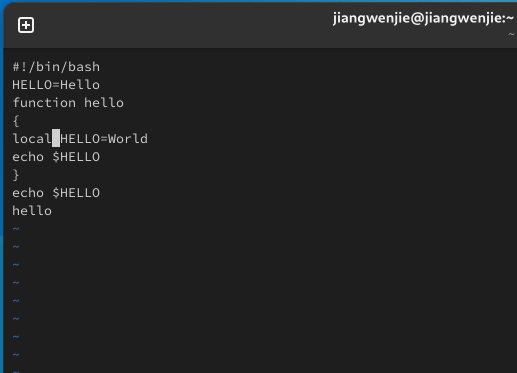 jiangwenjie@jiangwenjie:~
~
#!/bin/bash
HELLO=Hello
function hello
{
local HELLO=World
echo $HELLO
}
echo $HELLO
hello
~
~
~
~
~
~
~
~
~